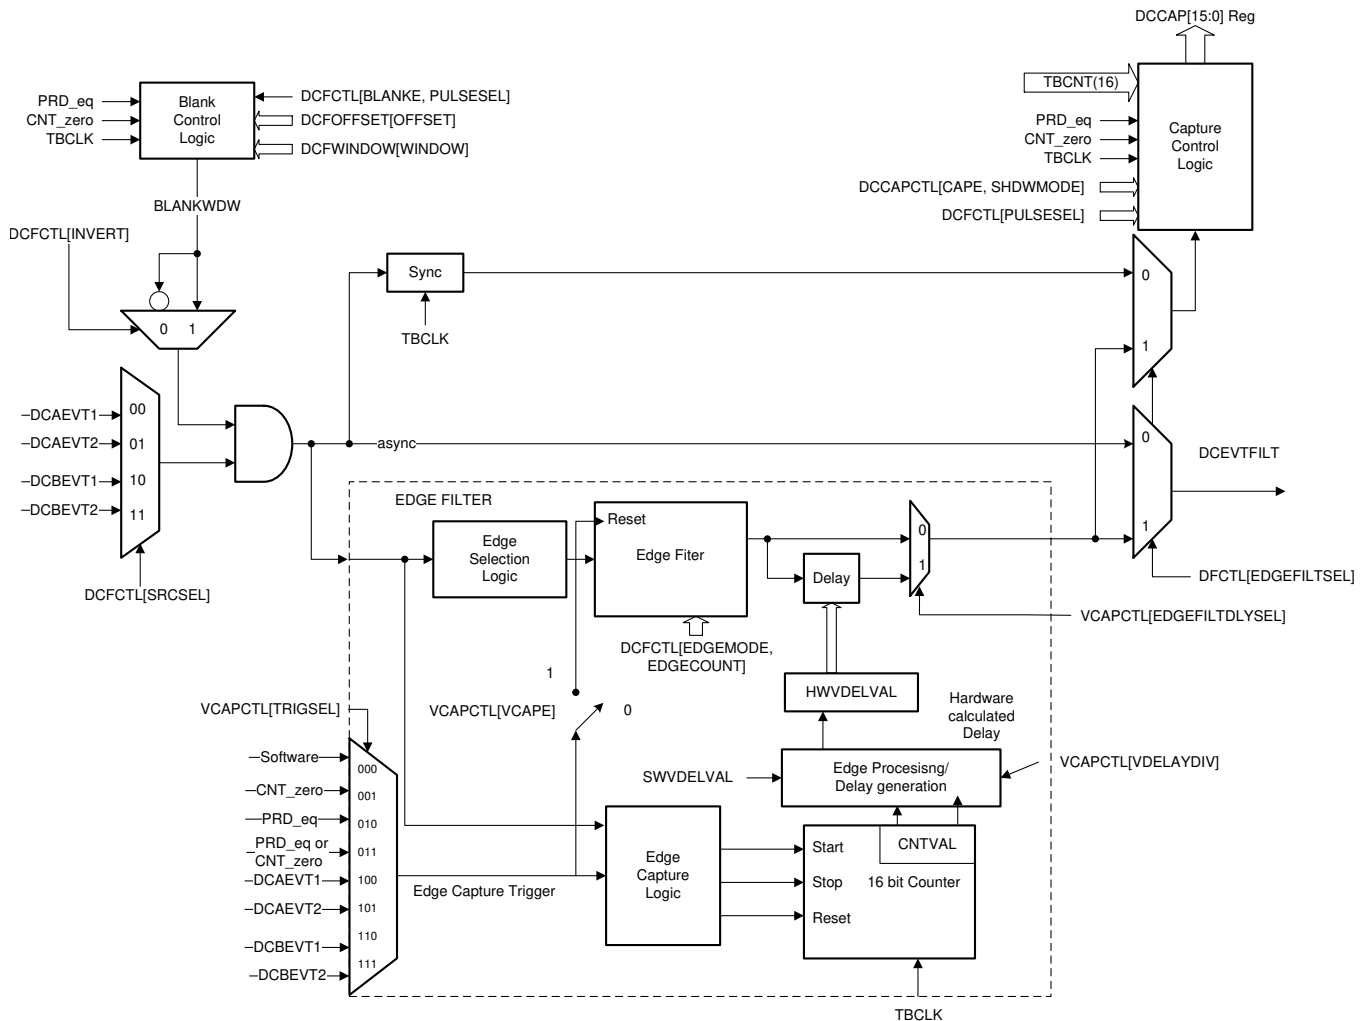 DCCAP[15:0] Reg
PRD_eq
CNT_zero
TBCLK
Blank
Control
Logic
DCFCTL[BLANKE, PULSESEL]
DCFOFFSET[OFFSET]
DCFWINDOW[WINDOW]
TBCNT(16)
PRD_eq
CNT_zero
TBCLK
DCCAPCTL[CAPE, SHDWMODE]
DCFCTL[PULSESEL]
Capture
Control
Logic
BLANKWDW
DCFCTL[INVERT]
0 1
Sync
TBCLK
0
1
DCAEVT1
DCAEVT2
DCBEVT1
DCBEVT2
00
01
10
11
DCFCTL[SRCSEL]
async
0
1
DCEVTFILT
DFCTL[EDGEFILTSEL]
EDGE FILTER
Edge
Selection
Logic
Reset
Edge Fiter
DCFCTL[EDGEMODE,
EDGECOUNT]
Delay
0
1
VCAPCTL[EDGEFILTDLYSEL]
HWVDELVAL
Hardware
calculated
Delay
1
VCAPCTL[VCAPE]
0
VCAPCTL[TRIGSEL]
SWVDELVAL
Edge Procesisng/
Delay generation
VCAPCTL[VDELAYDIV]
Software
CNT_zero
PRD_eq
PRD_eq or
CNT_zero
DCAEVT1
DCAEVT2
DCBEVT1
DCBEVT2
000
001
010
011
100
101
110
111
Edge Capture Trigger
Edge
Capture
Logic
Start
Stop
Reset
CNTVAL
16 bit Counter
TBCLK